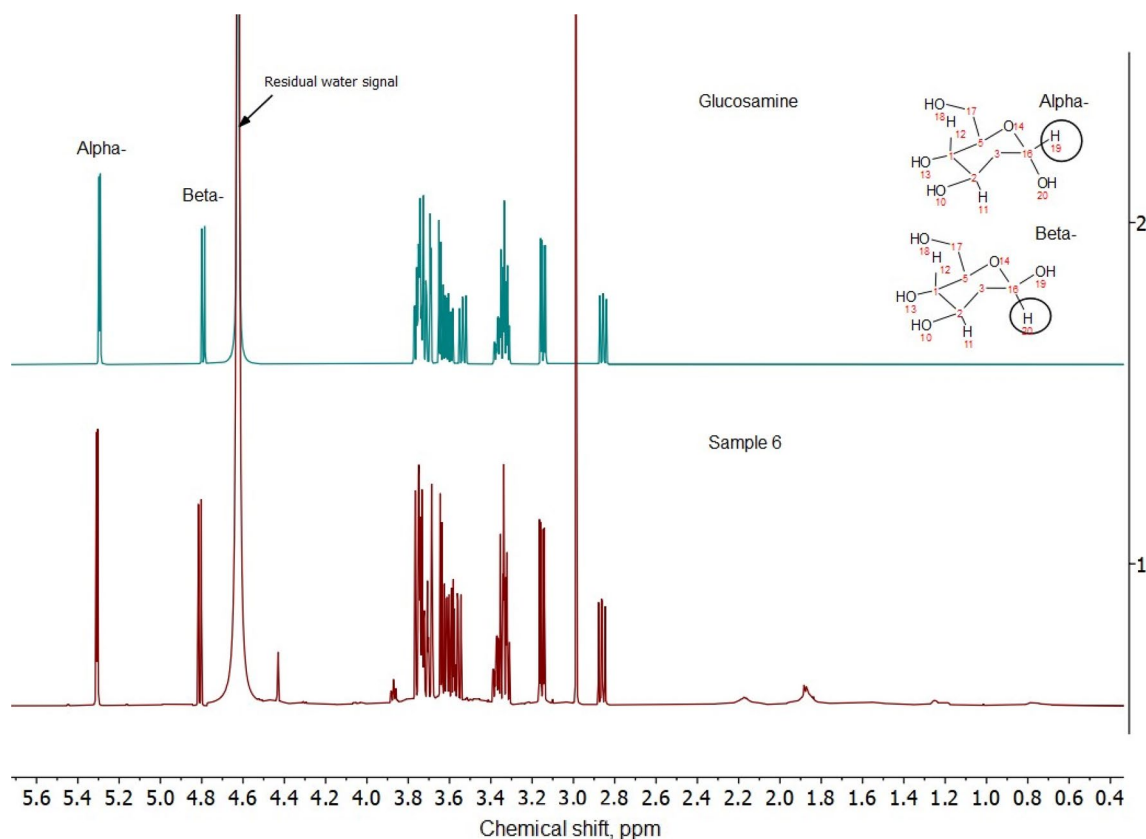 Residual water signal
Glucosamine
Alpha-
Beta-
Alpha-
HO
17
18
H
12
O
14
H
19
5
3
16
1
HO
13
2
OH
20
HO
10
H
11
Beta-
HO
17
18
H
12
O
14
OH
19
5
3
16
1
HO
13
2
H
20
HO
10
H
11
2
Sample 6
1
5.6 5.4 5.2 5.0 4.8 4.6 4.4 4.2 4.0 3.8 3.6 3.4 3.2 3.0 2.8 2.6 2.4 2.2 2.0 1.8 1.6 1.4 1.2 1.0 0.8 0.6 0.4
Chemical shift, ppm